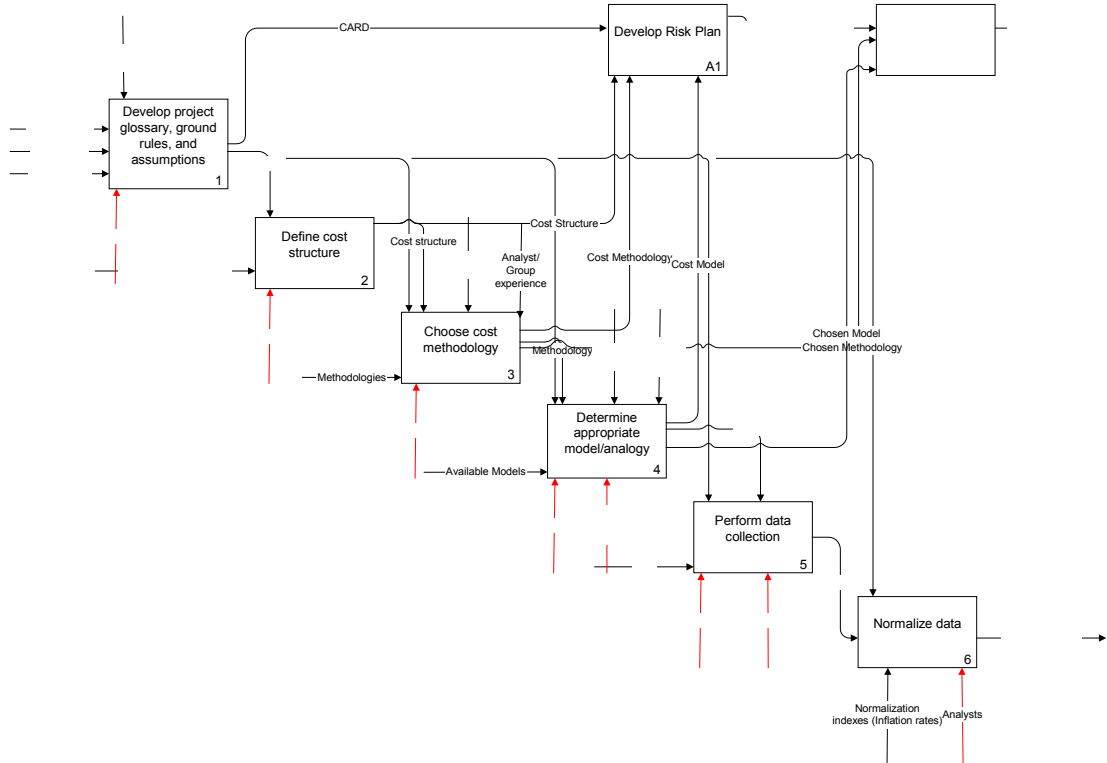 CARD
Develop Risk Plan
A1
Develop project
glossary, ground
rules, and
assumptions
1
Define cost
structure
2
Cost structure
Cost Structure
Analyst/
Group
experience
Cost Methodology
Cost Model
Choose cost
methodology
3
Methodology
Methodologies
Chosen Model
Chosen Methodology
Determine
appropriate
model/analogy
4
Available Models
Perform data
collection
5
Normalize data
6
Normalization
indexes (Inflation rates)
Analysts